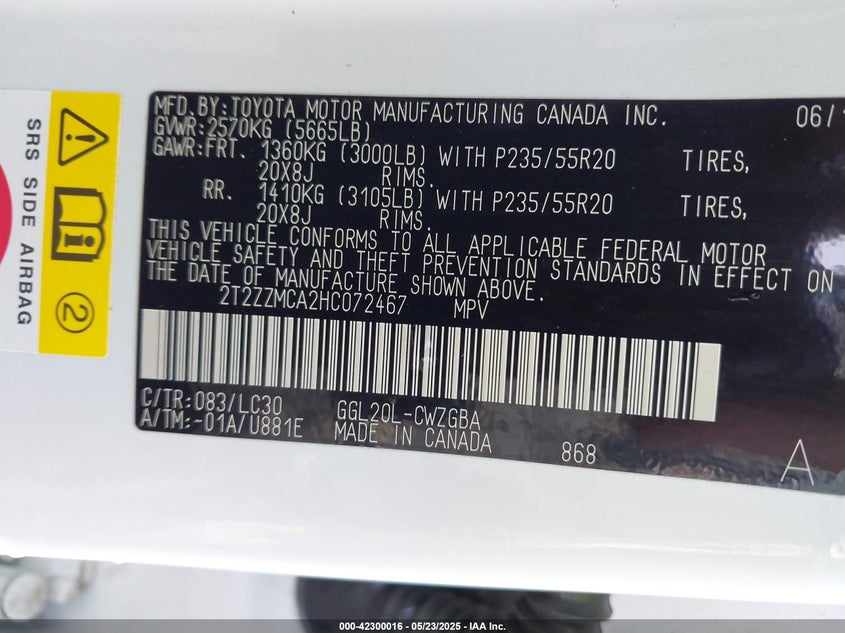 MFD. BY: TOYOTA MOTOR MANUFACTURING CANADA INC. 06/
GVWR: 2570KG (5665LB)
GAWR: FRT. 1360KG (3000LB) WITH P235/55R20 TIRES,
20X8J RIMS.
RR. 1410KG (3105LB) WITH P235/55R20 TIRES,
20X8J RIMS.
THIS VEHICLE CONFORMS TO ALL APPLICABLE FEDERAL MOTOR
VEHICLE SAFETY AND THEFT PREVENTION STANDARDS IN EFFECT ON
THE DATE OF MANUFACTURE SHOWN ABOVE.
2T2ZZMCA2HC072467 MPV
C/TR: 083/LC30 GGL20L-CWZGBA
A/TM: -01A/U881E MADE IN CANADA 868
A
SRS SIDE AIRBAG
2
000-42300016 - 05/23/2025 - IAA Inc.